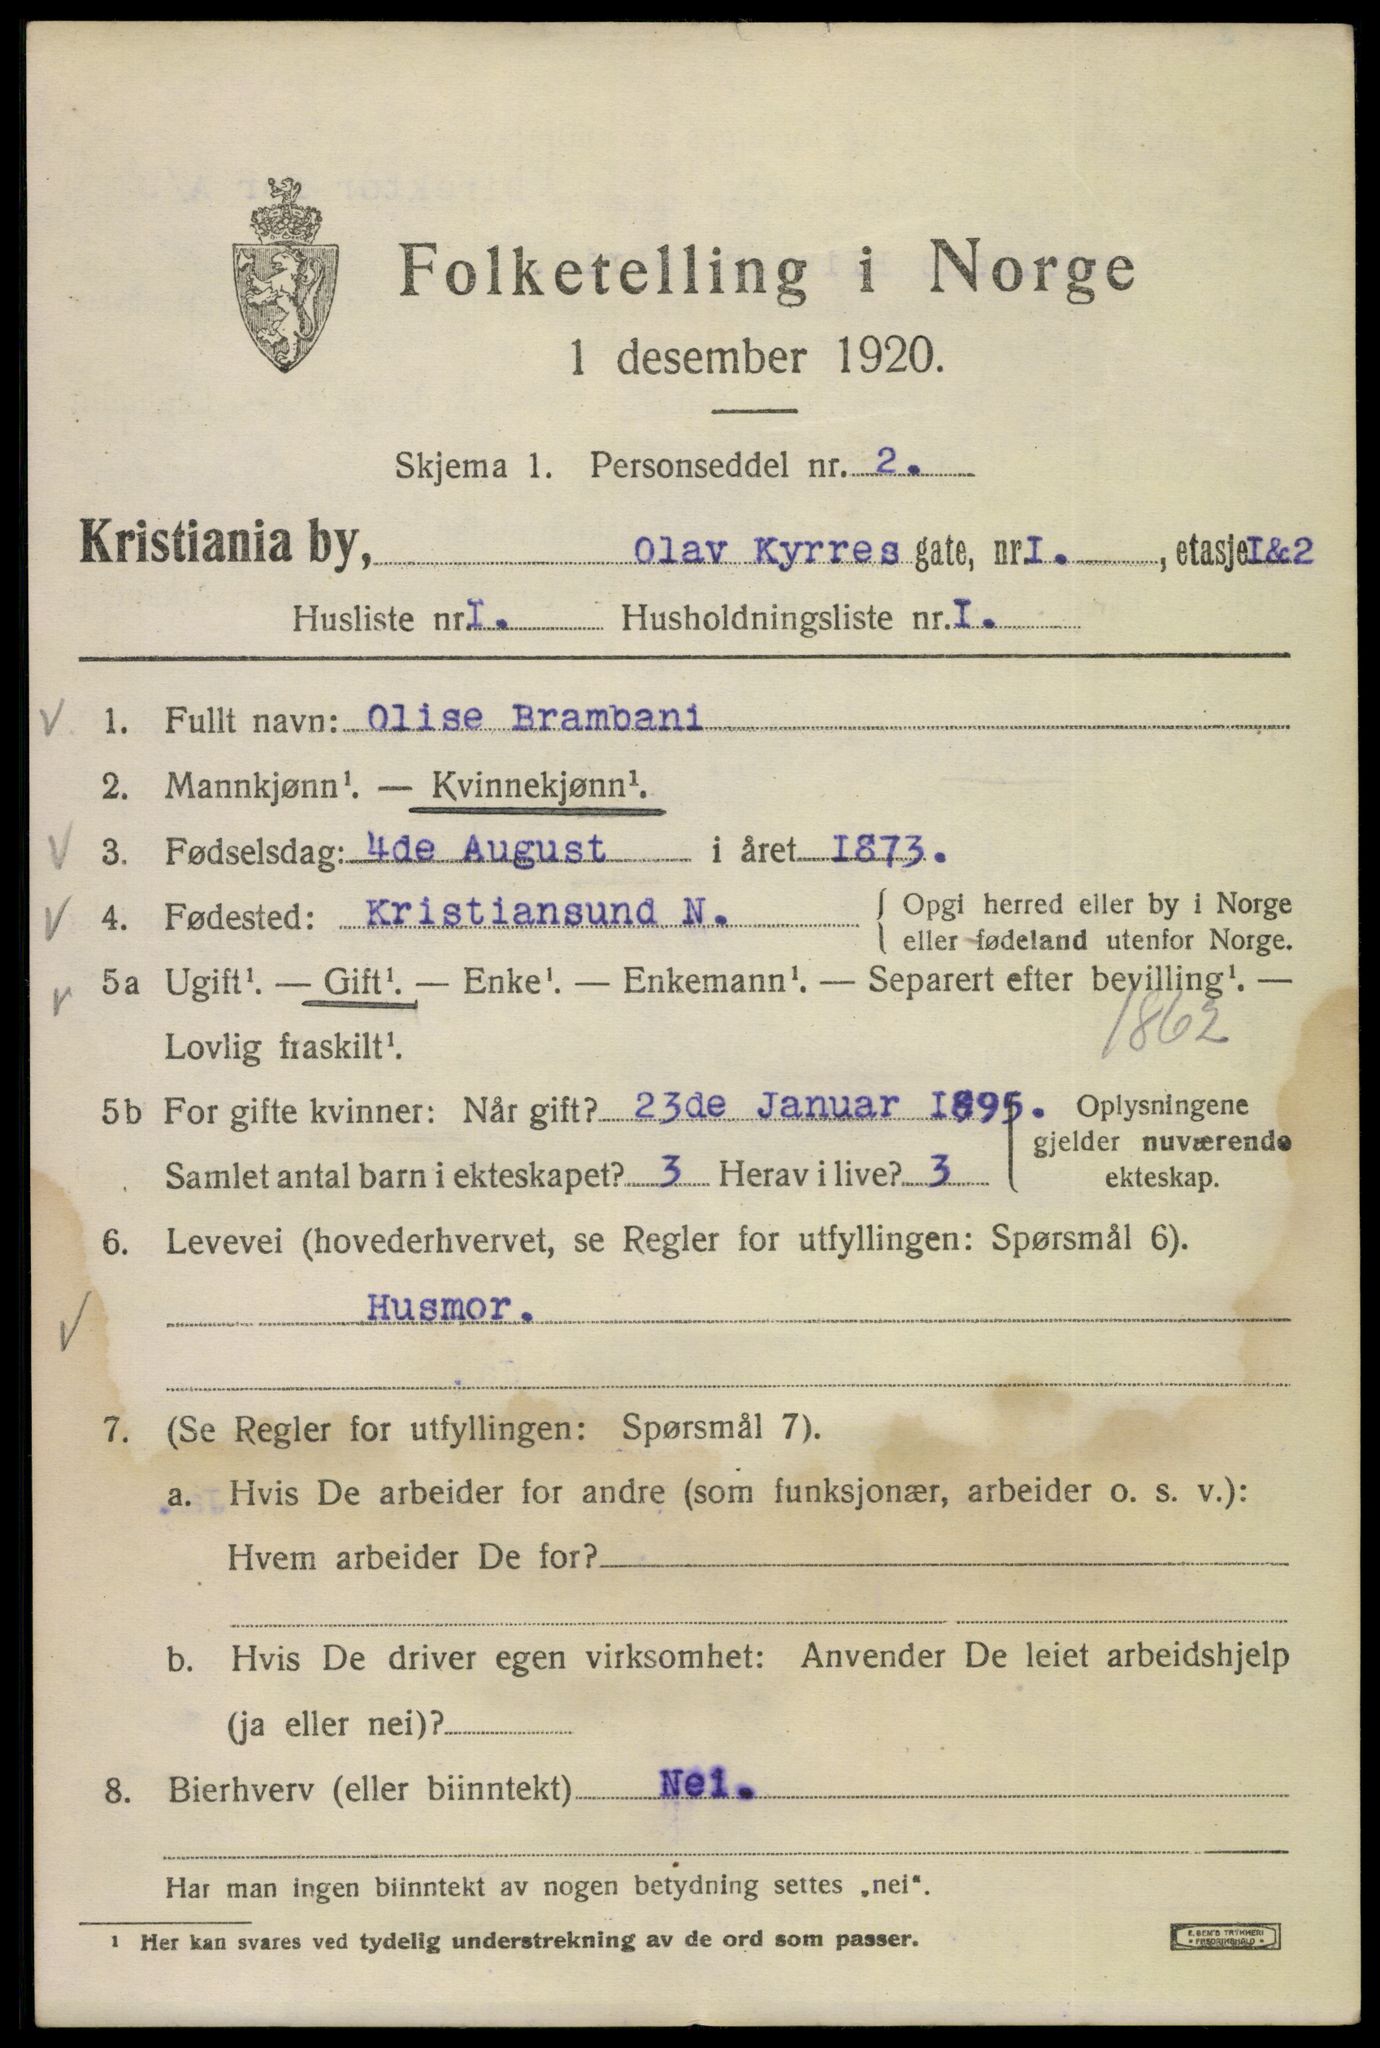 Folketelling i Norge
1 desember 1920.
Skjema 1. Personseddel nr. 2.
Kristiania by, Olav Kyrres gate, nr. I. , etasje I&2
Husliste nr. I. Husholdningsliste nr. I.
1. Fullt navn: Olise Brambani
2. Mannkjønn¹. — Kvinnekjønn¹.
3. Fødselsdag: 4de August i året 1873.
4. Fødested: Kristiansund N. { Opgi herred eller by i Norge
eller fødeland utenfor Norge.
5a Ugift¹. — Gift¹. — Enke¹. — Enkemann¹. — Separert efter bevilling¹. —
1862
Lovlig fraskilt¹.
5b For gifte kvinner: Når gift? 23de Januar 1895. Oplysningene
gjelder nuværende
Samlet antal barn i ekteskapet? 3 Herav i live? 3 ekteskap.
6. Levevei (hovederhvervet, se Regler for utfyllingen: Spørsmål 6).
Husmor.
7. (Se Regler for utfyllingen: Spørsmål 7).
a. Hvis De arbeider for andre (som funksjonær, arbeider o. s. v.):
Hvem arbeider De for?
b. Hvis De driver egen virksomhet: Anvender De leiet arbeidshjelp
(ja eller nei)?
8. Bierhverv (eller biinntekt) Nei.
Har man ingen biinntekt av nogen betydning settes „nei“.
¹ Her kan svares ved tydelig understrekning av de ord som passer.
E. SEM'S TRYKKERI
FREDRIKSHALD